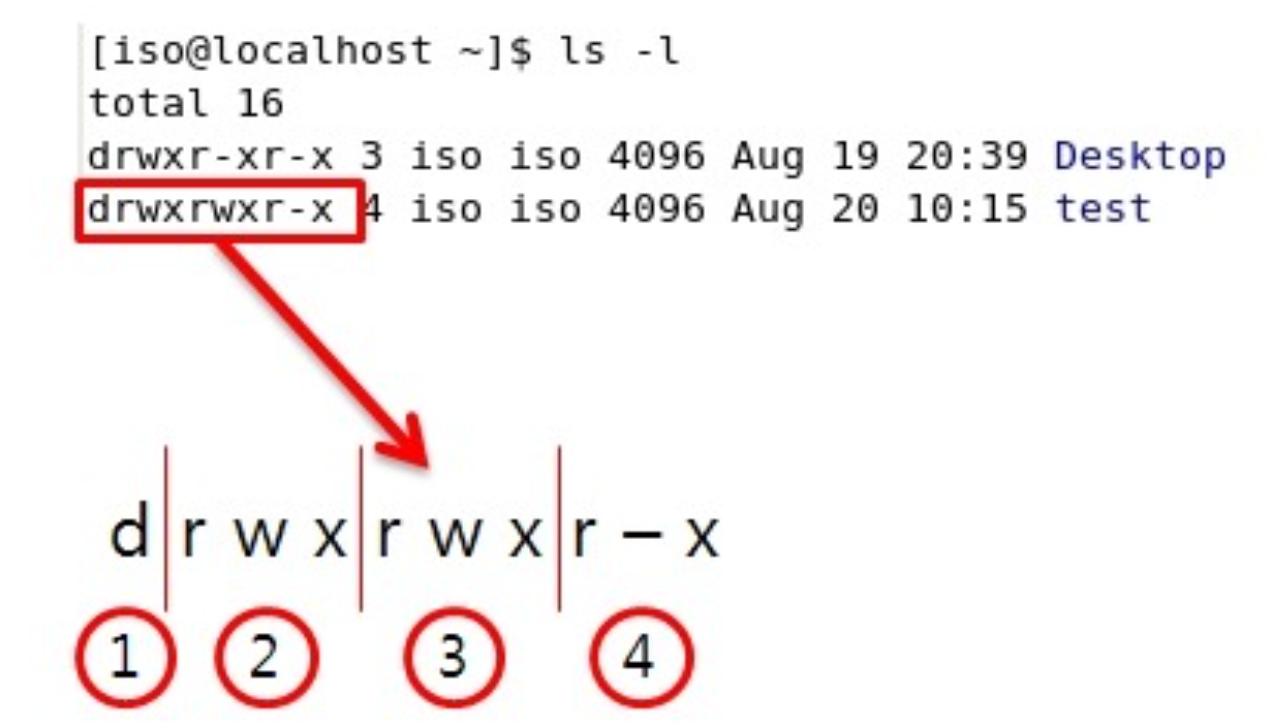 [iso@localhost ~]$ ls -l
total 16
drwxr-xr-x 3 iso iso 4096 Aug 19 20:39 Desktop
drwxrwxr-x 4 iso iso 4096 Aug 20 10:15 test
d r w x r w x r – x
1 2 3 4